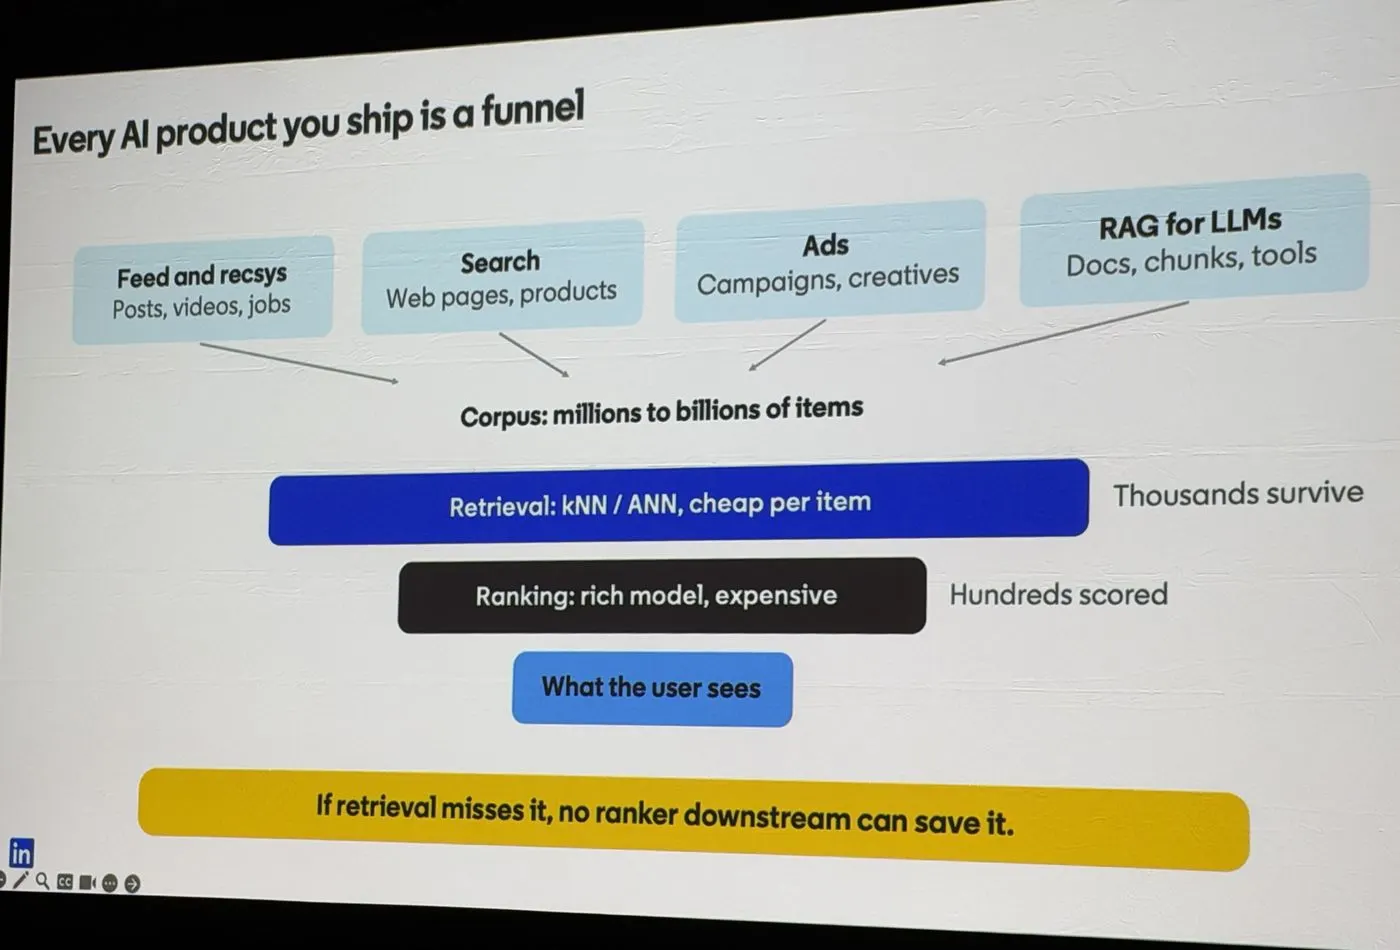 Every AI product you ship is a funnel
Feed and recsys
Posts, videos, jobs
Search
Web pages, products
Ads
Campaigns, creatives
RAG for LLMs
Docs, chunks, tools
Corpus: millions to billions of items
Retrieval: kNN / ANN, cheap per item
Thousands survive
Ranking: rich model, expensive
Hundreds scored
What the user sees
If retrieval misses it, no ranker downstream can save it.
in
CC